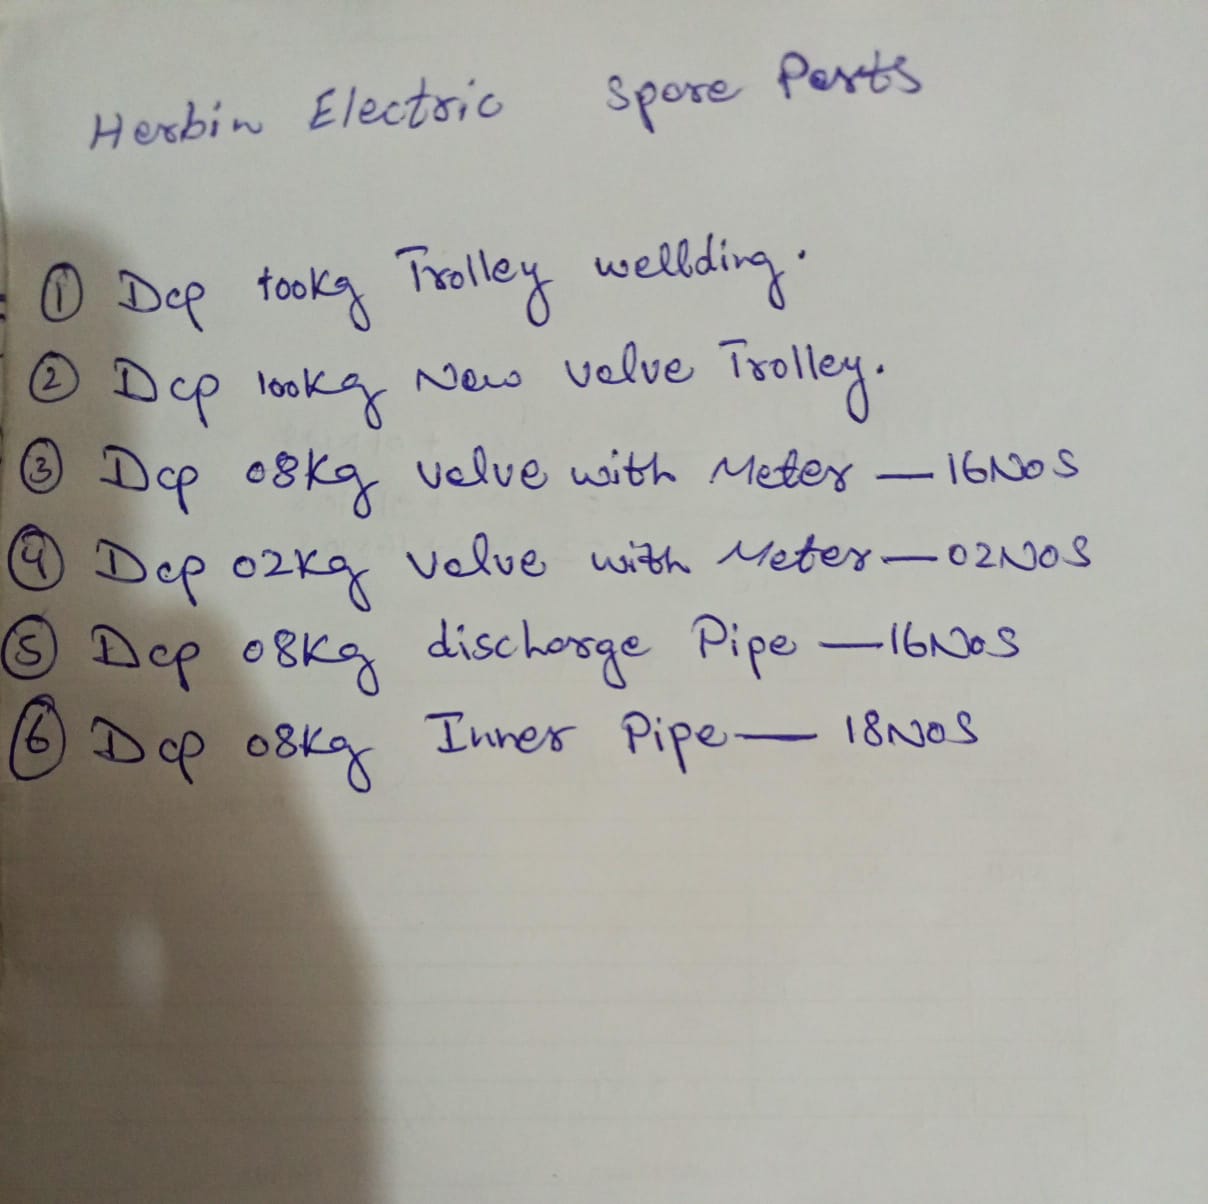 Herbin Electric Spare Parts
① Dcp 100Kg Trolley wellding.
② Dcp 100Kg New valve Trolley.
③ Dcp 08Kg valve with Meter — 16NOS
④ Dcp 02Kg valve with Meter — 02NOS
⑤ Dcp 08Kg discharge Pipe — 16NOS
⑥ Dcp 08Kg Inner Pipe — 18NOS